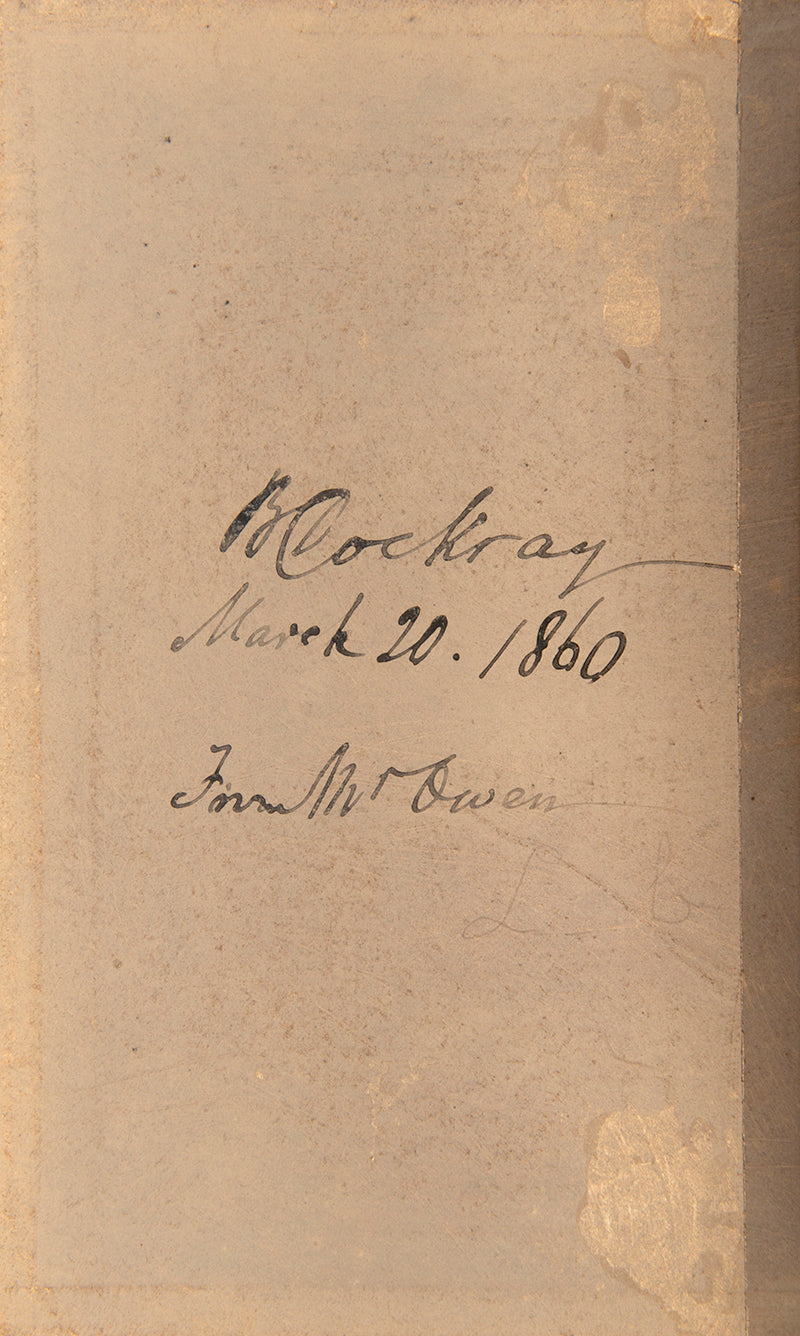 B Cockray
March 20. 1860
From Mr Owen
L